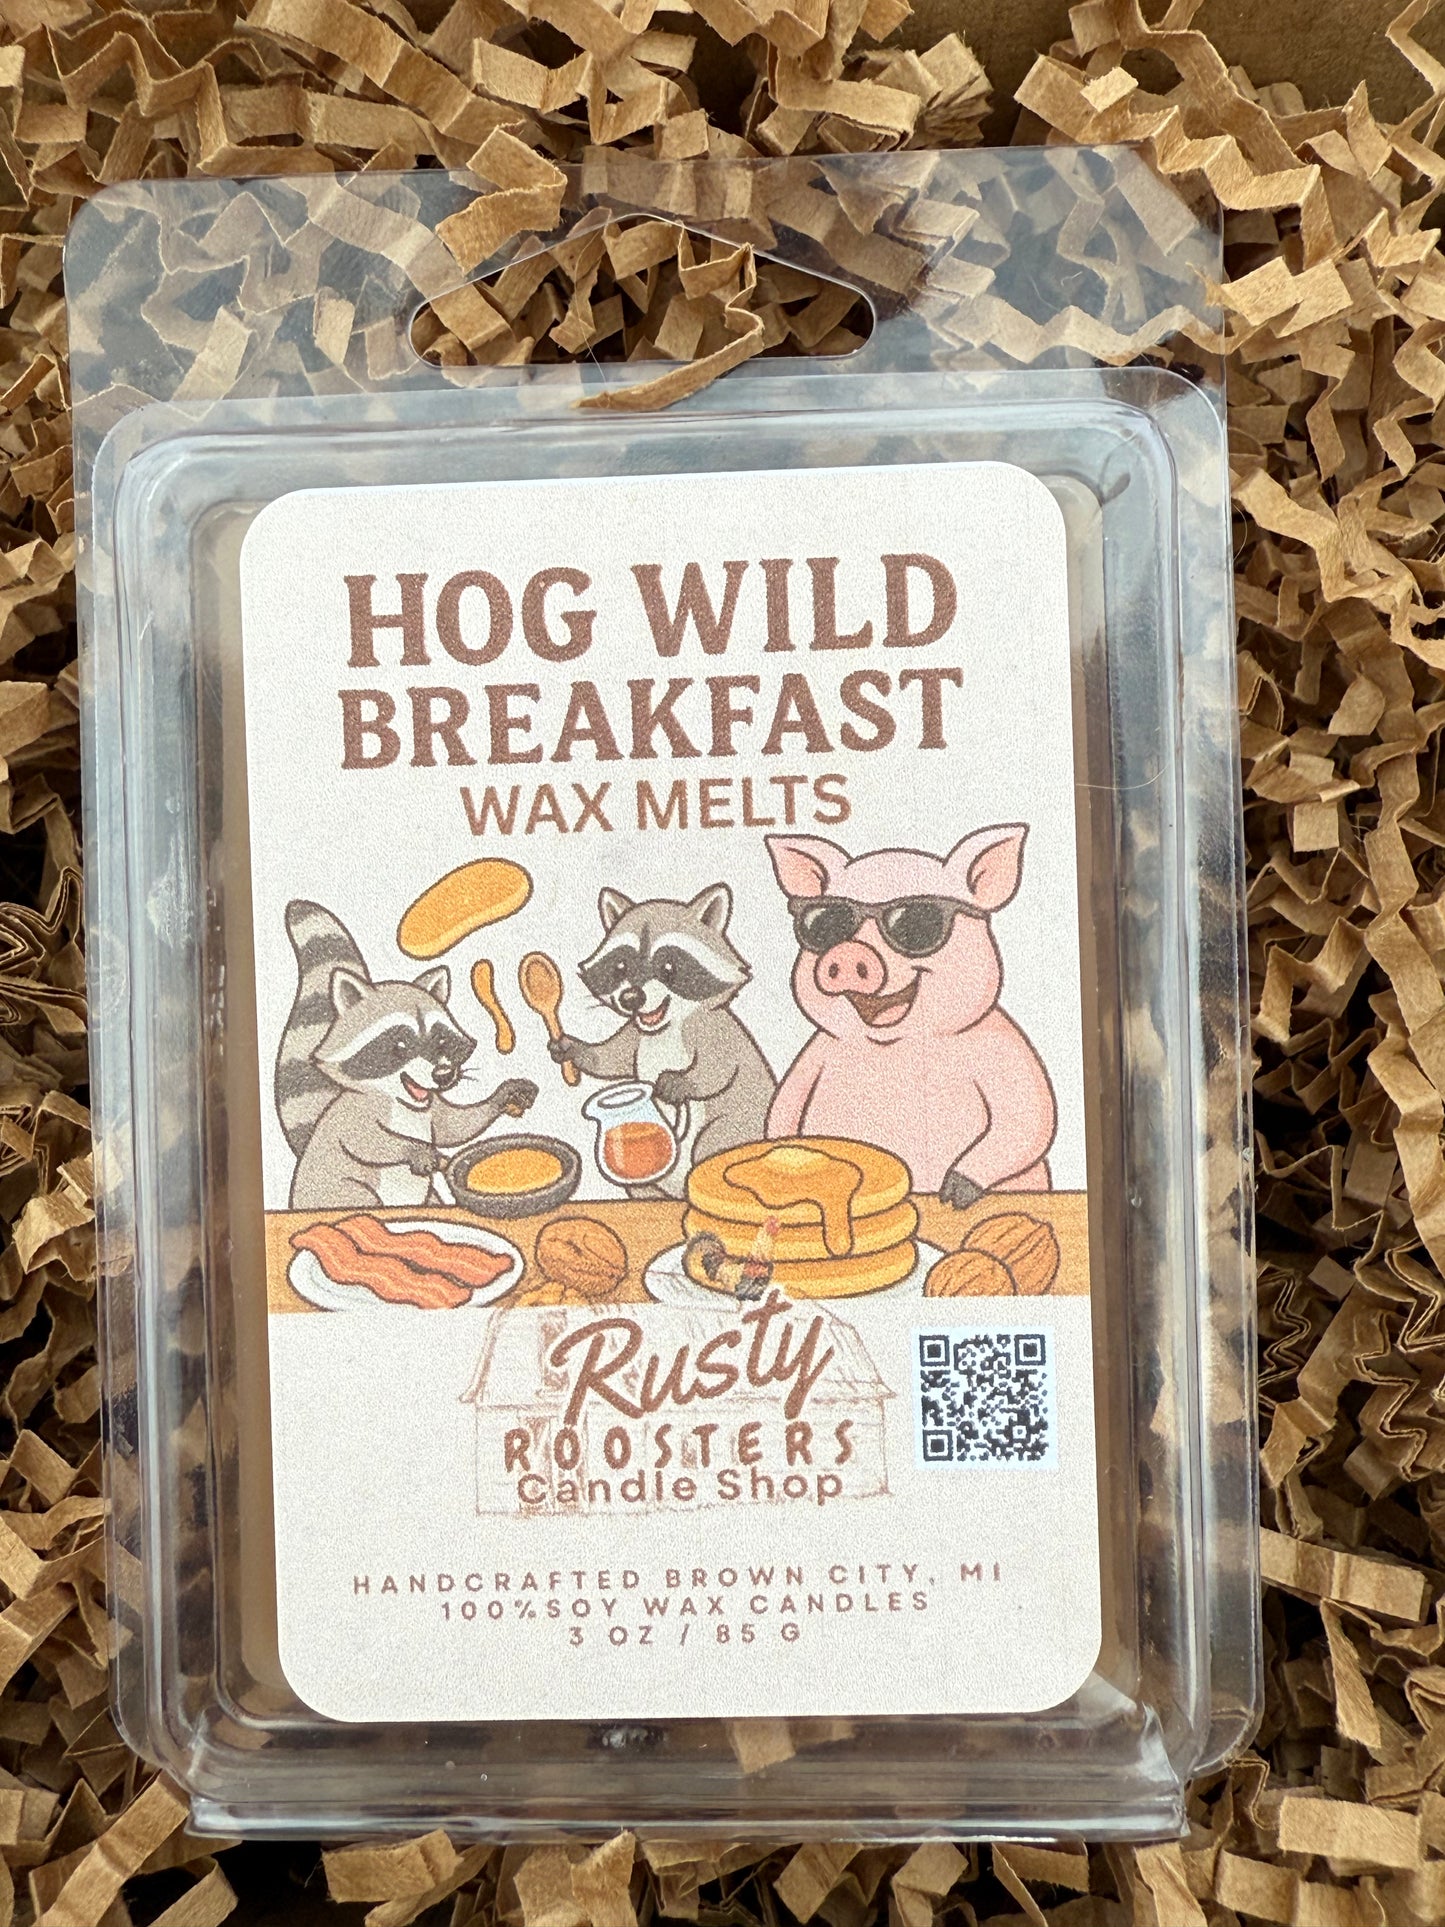 HOG WILD
BREAKFAST
WAX MELTS
Rusty
ROOSTERS
Candle Shop
HANDCRAFTED BROWN CITY, MI
100%SOY WAX CANDLES
3 OZ / 85 G